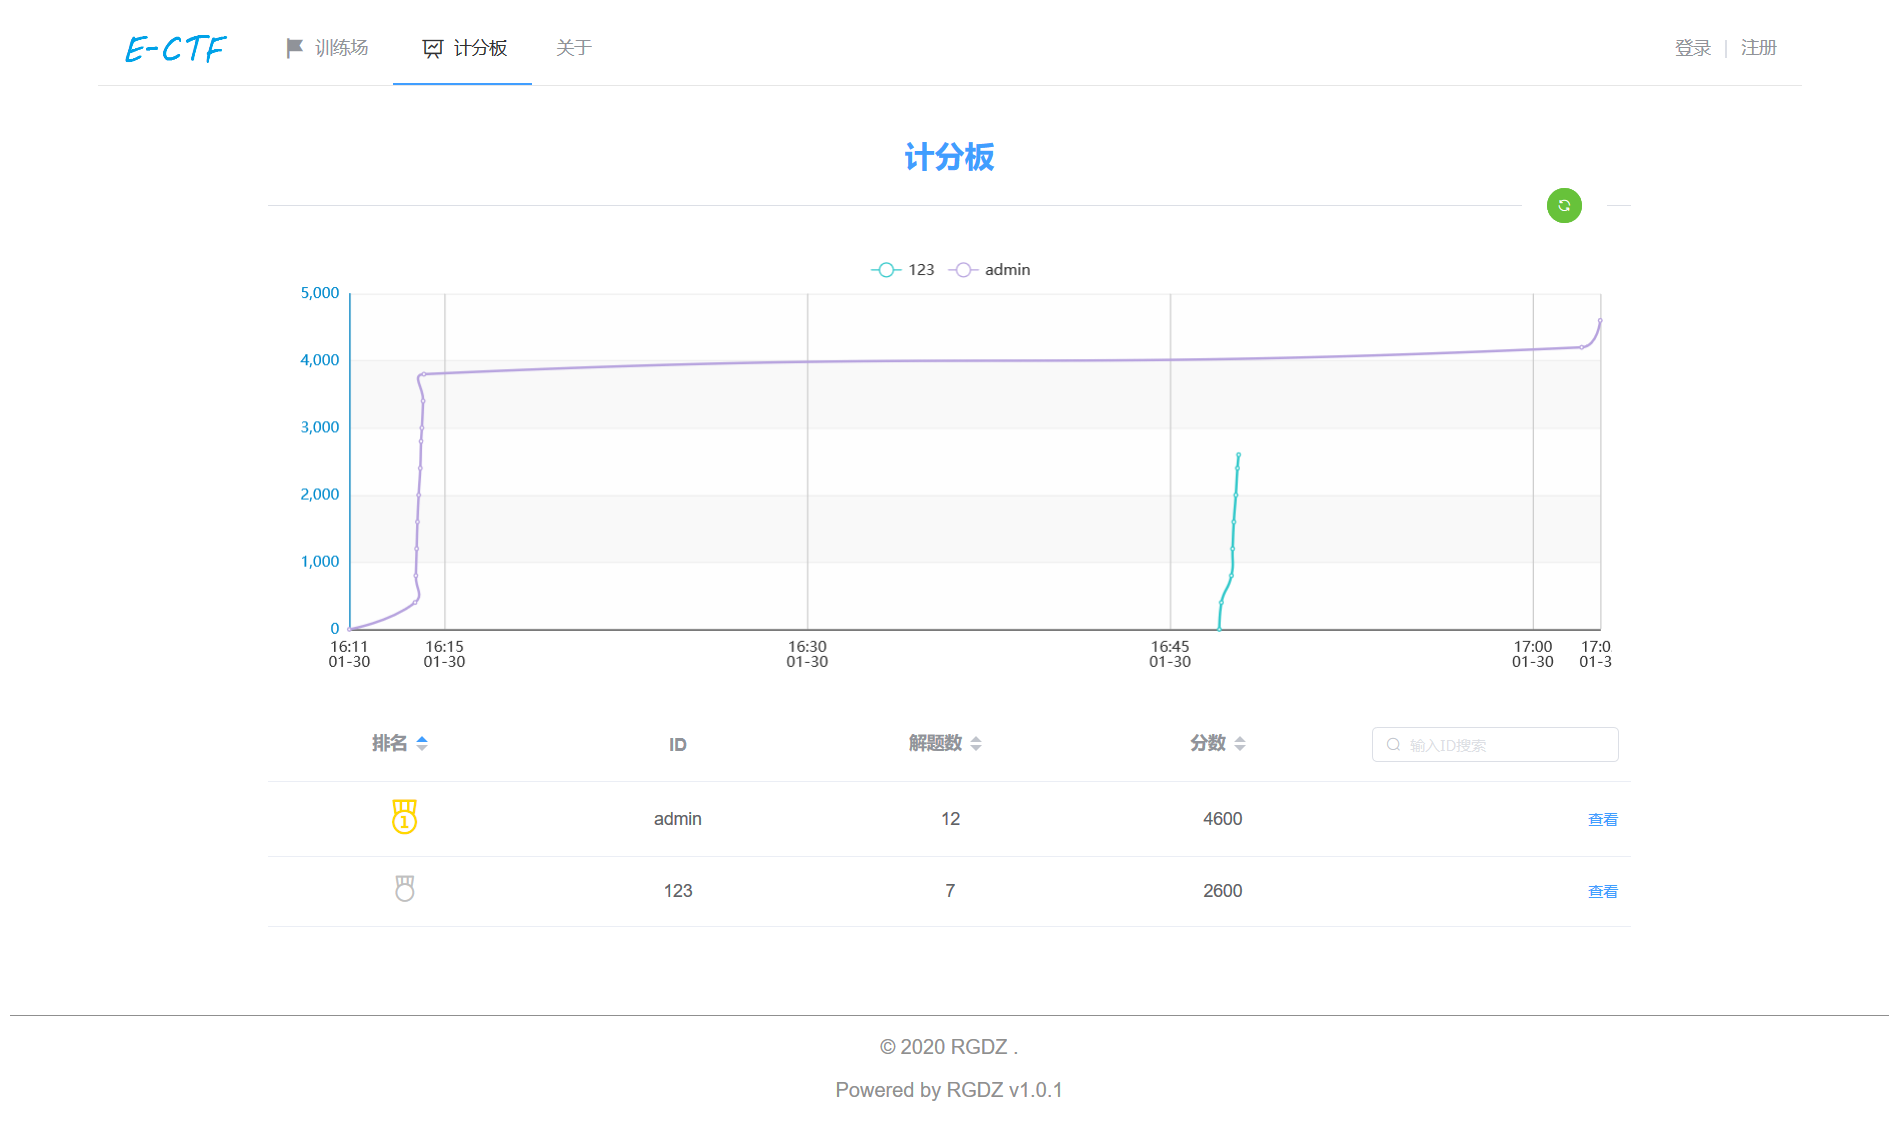 E-CTF 训练场 计分板 关于 登录 | 注册
计分板
123 admin
5,000
4,000
3,000
2,000
1,000
0
16:11 16:15 16:30 16:45 17:00 17:0
01-30 01-30 01-30 01-30 01-30 01-3
排名 ID 解题数 分数 输入ID搜索
1 admin 12 4600 查看
123 7 2600 查看
© 2020 RGDZ .
Powered by RGDZ v1.0.1